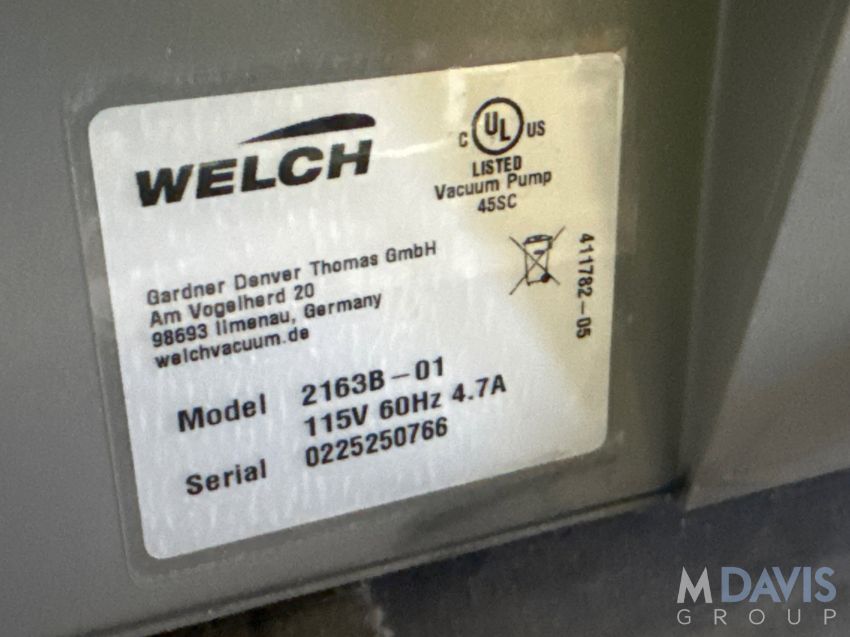 WELCH
C UL US
LISTED
Vacuum Pump
45SC
Gardner Denver Thomas GmbH
Am Vogelherd 20
98693 Ilmenau, Germany
welchvacuum.de
411782-05
Model 2163B-01
115V 60Hz 4.7A
Serial 0225250766
MDAVIS
GROUP